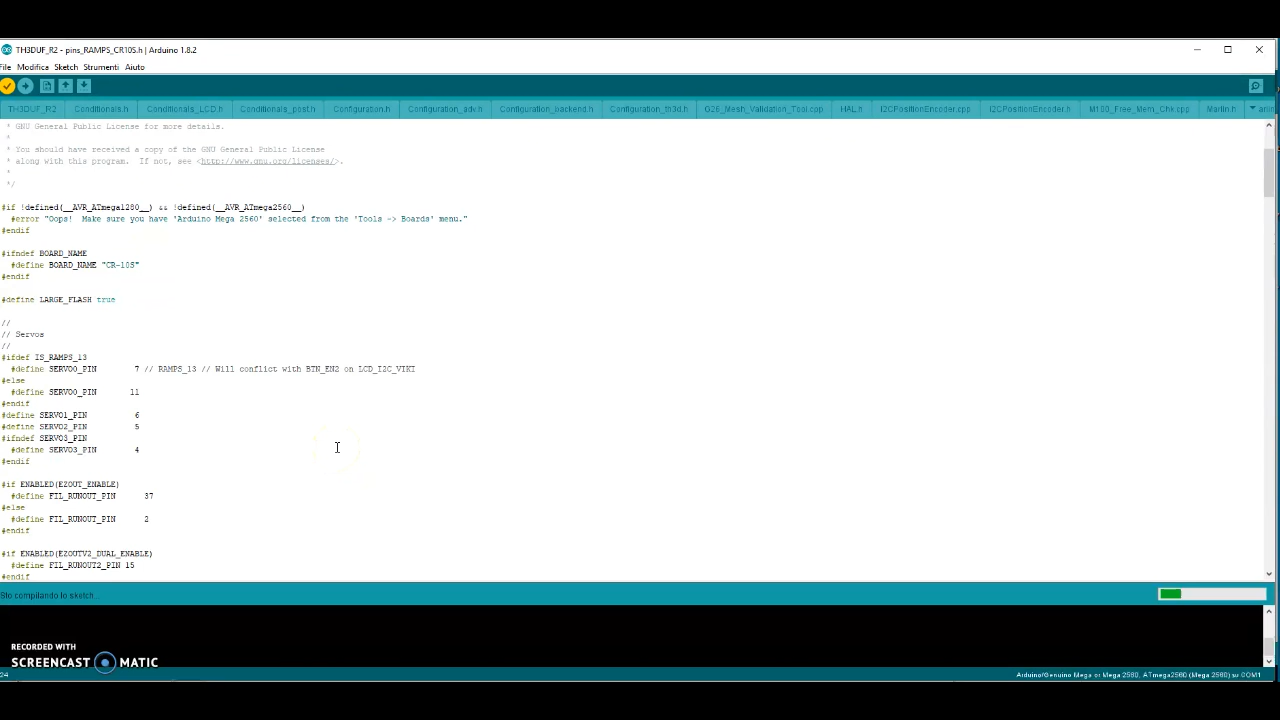 TH3DUF_R2 - pins_RAMPS_CR10S.h | Arduino 1.8.2
File Modifica Sketch Strumenti Aiuto
TH3DUF_R2 Conditionals.h Conditionals_LCD.h Conditionals_post.h Configuration.h Configuration_adv.h Configuration_backend.h Configuration_th3d.h G26_Mesh_Validation_Tool.cpp HAL.h I2CPositionEncoder.cpp I2CPositionEncoder.h M100_Free_Mem_Chk.cpp Marlin.h
* GNU General Public License for more details.
*
* You should have received a copy of the GNU General Public License
* along with this program.  If not, see <http://www.gnu.org/licenses/>.
*
*/
#if !defined(__AVR_ATmega1280__) && !defined(__AVR_ATmega2560__)
#error "Oops!  Make sure you have 'Arduino Mega 2560' selected from the 'Tools -> Boards' menu."
#endif
#ifndef BOARD_NAME
#define BOARD_NAME "CR-10S"
#endif
#define LARGE_FLASH true
//
// Servos
//
#ifdef IS_RAMPS_13
#define SERVO0_PIN 7 // RAMPS_13 // Will conflict with BTN_EN2 on LCD_I2C_VIKI
#else
#define SERVO0_PIN 11
#endif
#define SERVO1_PIN 6
#define SERVO2_PIN 5
#ifndef SERVO3_PIN
#define SERVO3_PIN 4
#endif
#if ENABLED(EZOUT_ENABLE)
#define FIL_RUNOUT_PIN 37
#else
#define FIL_RUNOUT_PIN 2
#endif
#if ENABLED(EZOUTV2_DUAL_ENABLE)
#define FIL_RUNOUT2_PIN 15
#endif
Sto compilando lo sketch...
RECORDED WITH
SCREENCAST MATIC
24 Arduino/Genuino Mega or Mega 2560, ATmega2560 (Mega 2560) su COM1